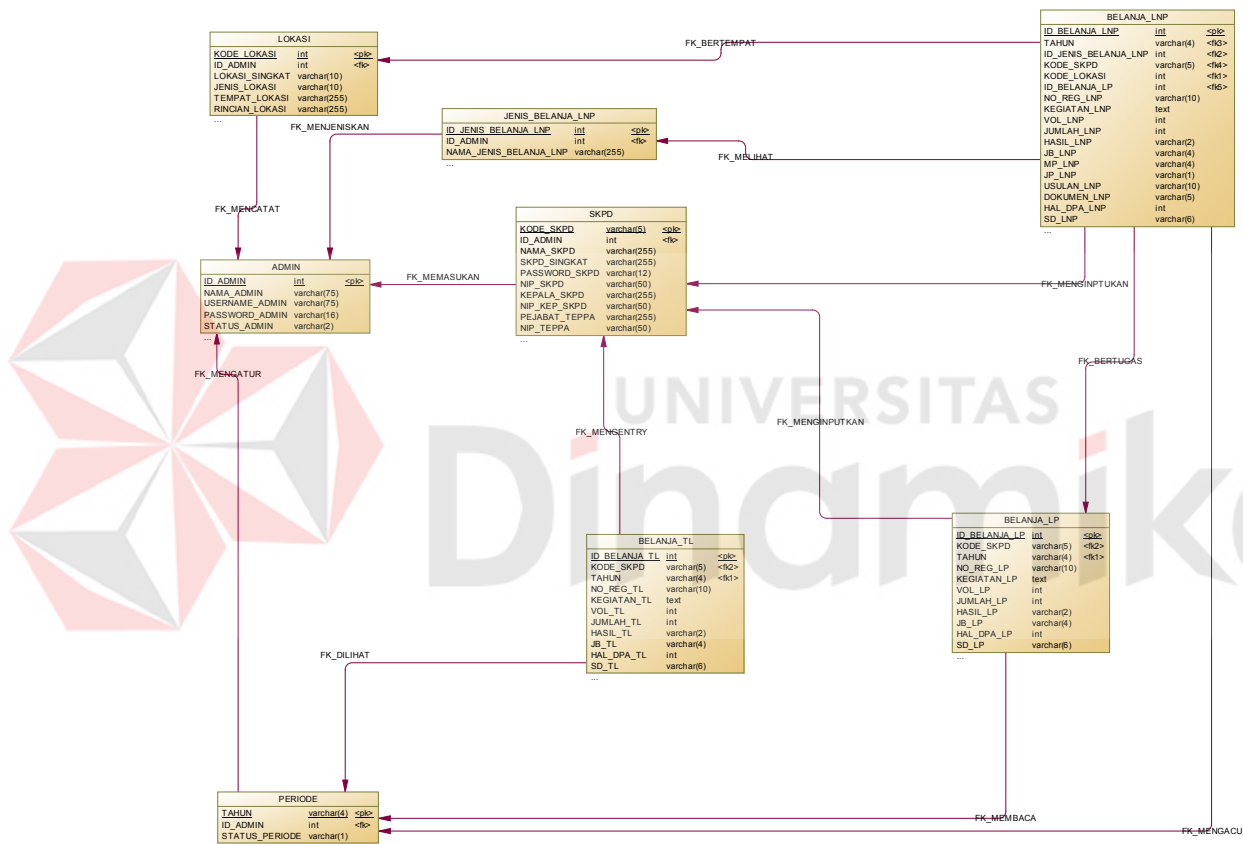 LOKASI
KODE_LOKASI int <pk>
ID_ADMIN int <fk>
LOKASI_SINGKAT varchar(10)
JENIS_LOKASI varchar(10)
TEMPAT_LOKASI varchar(255)
RINCIAN_LOKASI varchar(255)
...
FK_BERTEMPAT
BELANJA_LNP
ID_BELANJA_LNP int <pk>
TAHUN varchar(4) <fk3>
ID_JENIS_BELANJA_LNP int <fk2>
KODE_SKPD varchar(5) <fk4>
KODE_LOKASI int <fk1>
ID_BELANJA_LP int <fk5>
NO_REG_LNP varchar(10)
KEGIATAN_LNP text
VOL_LNP int
JUMLAH_LNP int
HASIL_LNP varchar(2)
JB_LNP varchar(4)
MP_LNP varchar(4)
JP_LNP varchar(1)
USULAN_LNP varchar(10)
DOKUMEN_LNP varchar(5)
HAL_DPA_LNP int
SD_LNP varchar(6)
...
FK_MENJENISKAN
JENIS_BELANJA_LNP
ID_JENIS_BELANJA_LNP int <pk>
ID_ADMIN int <fk>
NAMA_JENIS_BELANJA_LNP varchar(255)
...
FK_MELIHAT
FK_MENCATAT
SKPD
KODE_SKPD varchar(5) <pk>
ID_ADMIN int <fk>
NAMA_SKPD varchar(255)
SKPD_SINGKAT varchar(255)
PASSWORD_SKPD varchar(12)
NIP_SKPD varchar(50)
KEPALA_SKPD varchar(255)
NIP_KEP_SKPD varchar(50)
PEJABAT_TEPPA varchar(255)
NIP_TEPPA varchar(50)
...
ADMIN
ID_ADMIN int <pk>
NAMA_ADMIN varchar(75)
USERNAME_ADMIN varchar(75)
PASSWORD_ADMIN varchar(16)
STATUS_ADMIN varchar(2)
...
FK_MEMASUKAN
FK_MENGINPTUKAN
FK_BERTUGAS
FK_MENGATUR
UNIVERSITAS
Dinamika
FK_MENGENTRY
FK_MENGINPUTKAN
BELANJA_TL
ID_BELANJA_TL int <pk>
KODE_SKPD varchar(5) <fk2>
TAHUN varchar(4) <fk1>
NO_REG_TL varchar(10)
KEGIATAN_TL text
VOL_TL int
JUMLAH_TL int
HASIL_TL varchar(2)
JB_TL varchar(4)
HAL_DPA_TL int
SD_TL varchar(6)
...
BELANJA_LP
ID_BELANJA_LP int <pk>
KODE_SKPD varchar(5) <fk2>
TAHUN varchar(4) <fk1>
NO_REG_LP varchar(10)
KEGIATAN_LP text
VOL_LP int
JUMLAH_LP int
HASIL_LP varchar(2)
JB_LP varchar(4)
HAL_DPA_LP int
SD_LP varchar(6)
...
FK_DILIHAT
PERIODE
TAHUN varchar(4) <pk>
ID_ADMIN int <fk>
STATUS_PERIODE varchar(1)
FK_MEMBACA
FK_MENGACU